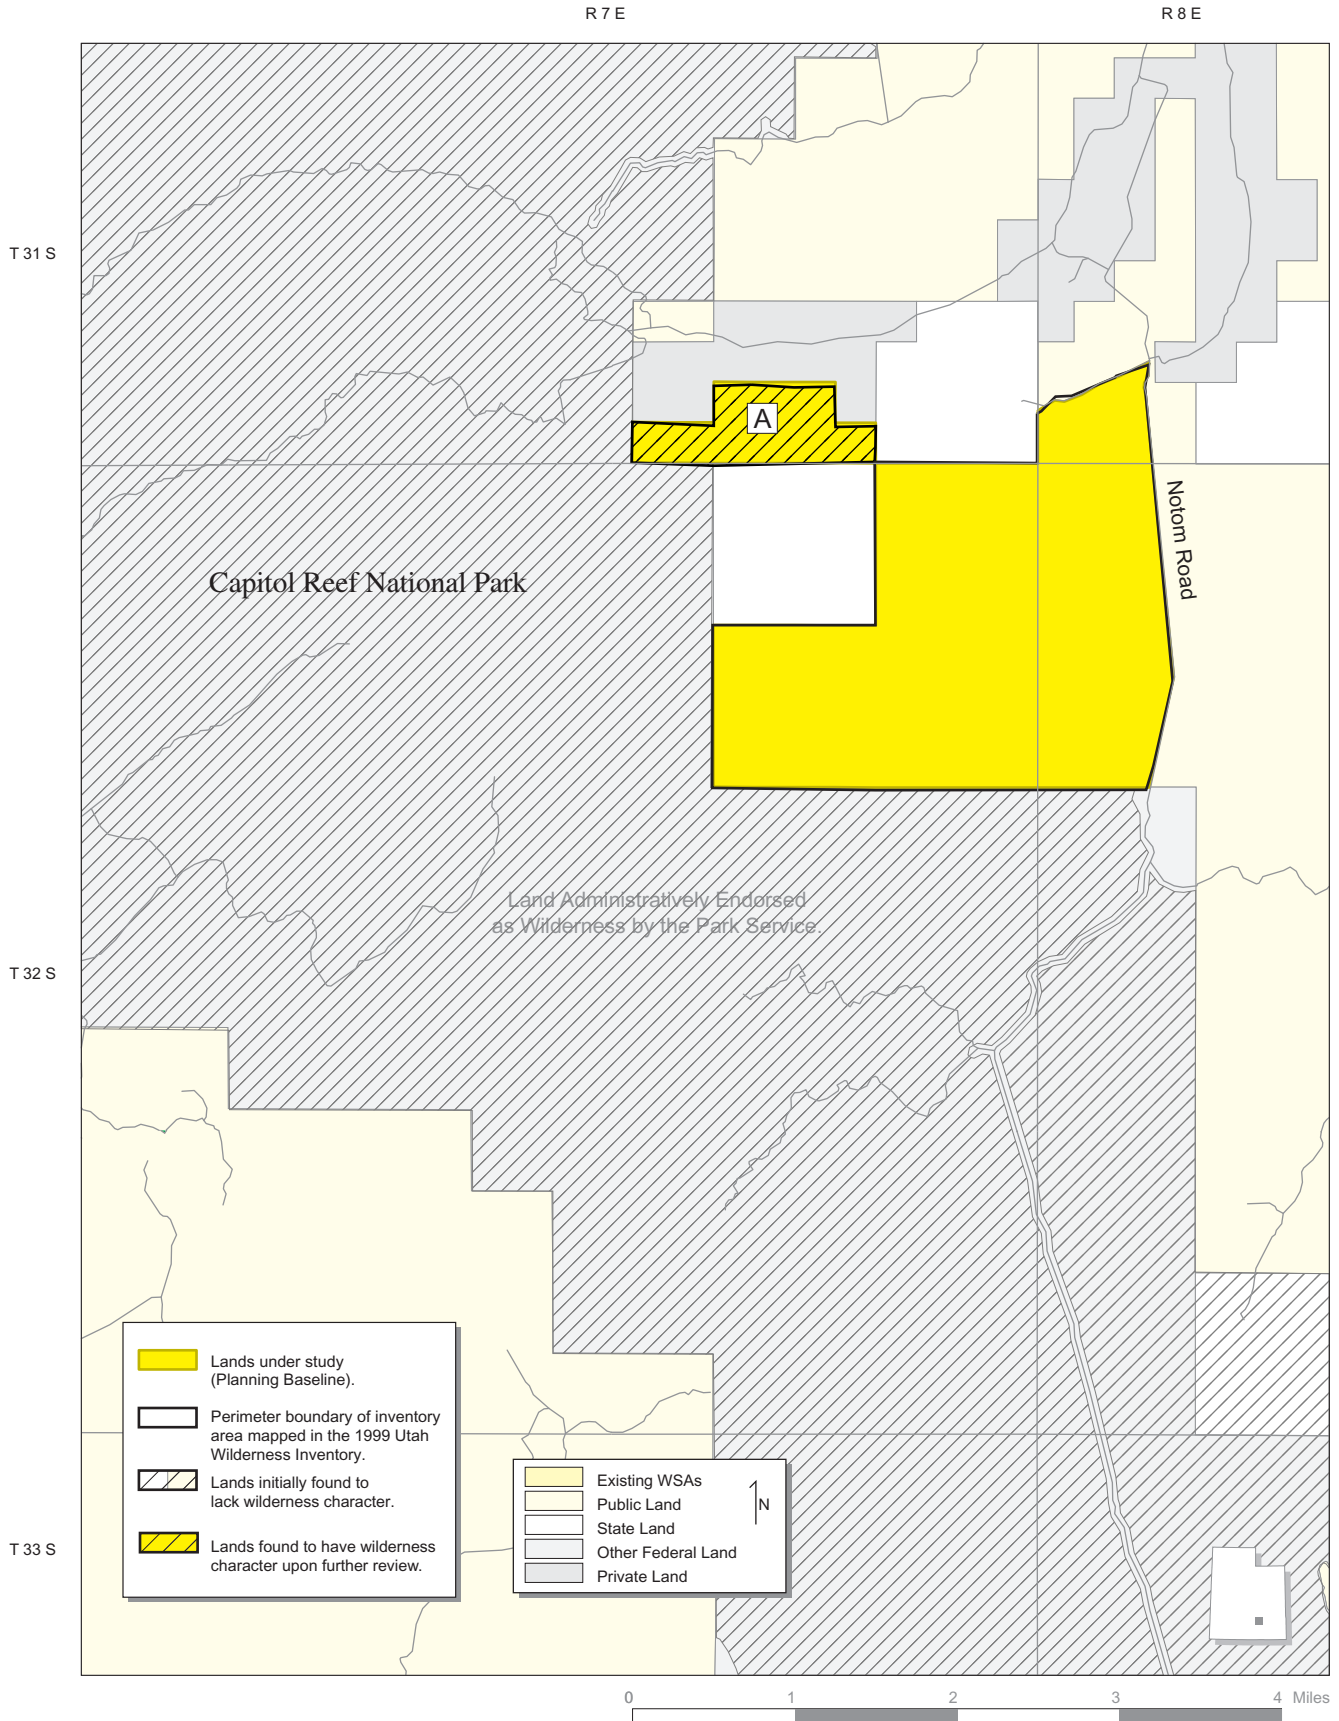 R 7 E
R 8 E
T 31 S
A
Notom Road
Capitol Reef National Park
Land Administratively Endorsed
as Wilderness by the Park Service.
T 32 S
Lands under study
(Planning Baseline).
Perimeter boundary of inventory
area mapped in the 1999 Utah
Wilderness Inventory.
Lands initially found to
lack wilderness character.
Lands found to have wilderness
character upon further review.
Existing WSAs
Public Land
State Land
Other Federal Land
Private Land
N
T 33 S
0 1 2 3 4 Miles